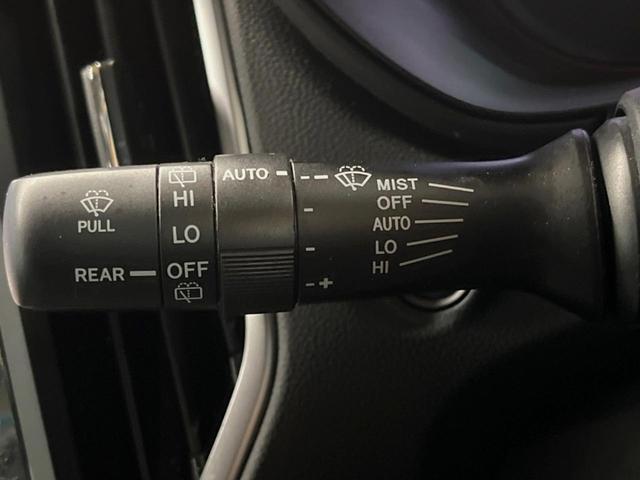 PULL
REAR
HI
LO
OFF
AUTO
- -
-
-
- +
MIST
OFF
AUTO
LO
HI